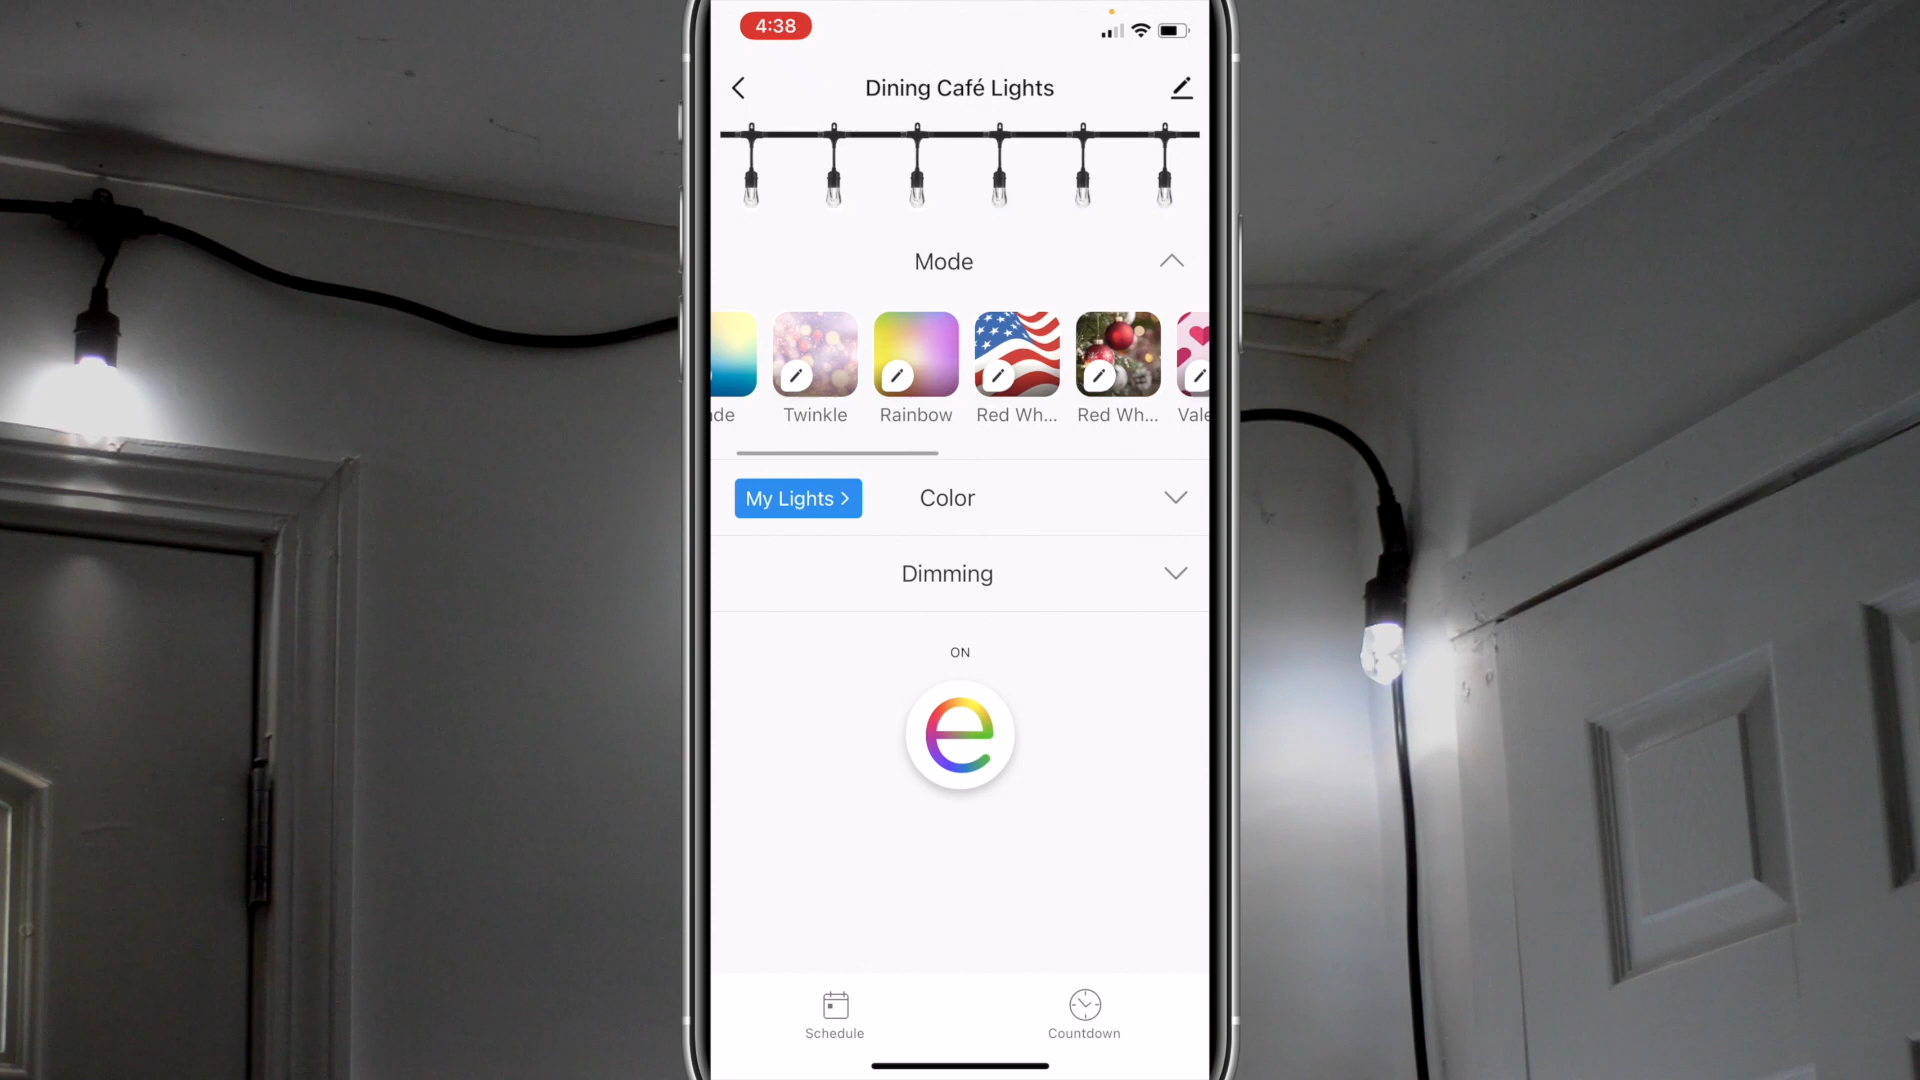 4:38
Dining Café Lights
Mode
de
Twinkle
Rainbow
Red Wh...
Red Wh...
Vale
My Lights >
Color
Dimming
ON
e
Schedule
Countdown